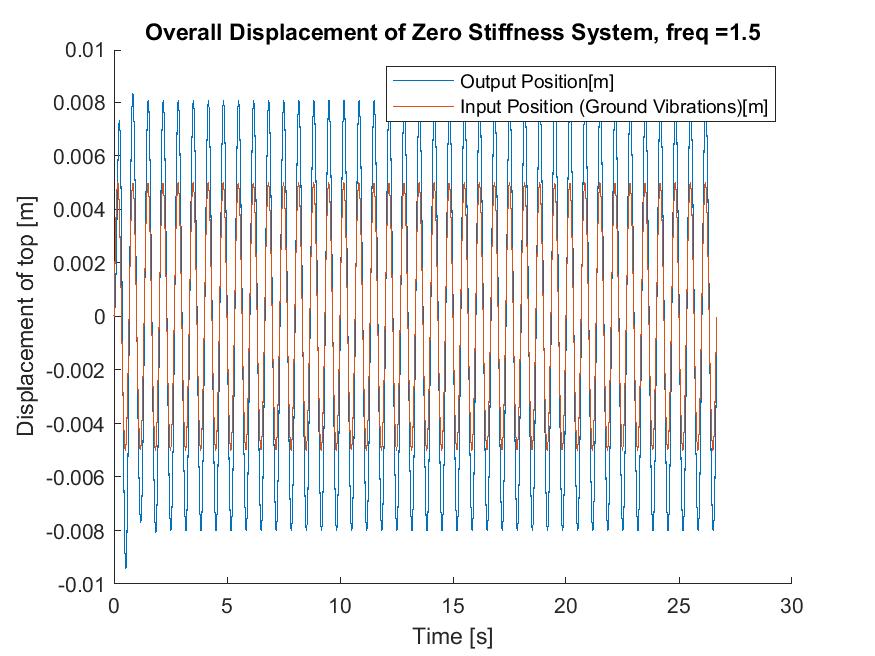 Overall Displacement of Zero Stiffness System, freq =1.5
0.01
Output Position[m]
Input Position (Ground Vibrations)[m]
0.008
0.006
0.004
0.002
0
-0.002
-0.004
-0.006
-0.008
-0.01
Displacement of top [m]
0 5 10 15 20 25 30
Time [s]